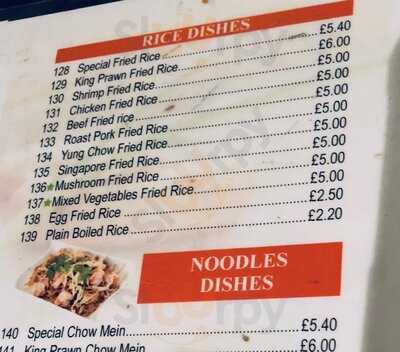 RICE DISHES
128 Special Fried Rice £5.40
129 King Prawn Fried Rice £6.00
130 Shrimp Fried Rice £5.00
131 Chicken Fried Rice £5.00
132 Beef Fried rice £5.00
133 Roast Pork Fried Rice £5.00
134 Yung Chow Fried Rice £5.00
135 Singapore Fried Rice £5.00
136 Mushroom Fried Rice £5.00
137 Mixed Vegetables Fried Rice £5.00
138 Egg Fried Rice £2.50
139 Plain Boiled Rice £2.20
NOODLES
DISHES
140 Special Chow Mein £5.40
141 King Prawn Chow Mein £6.00